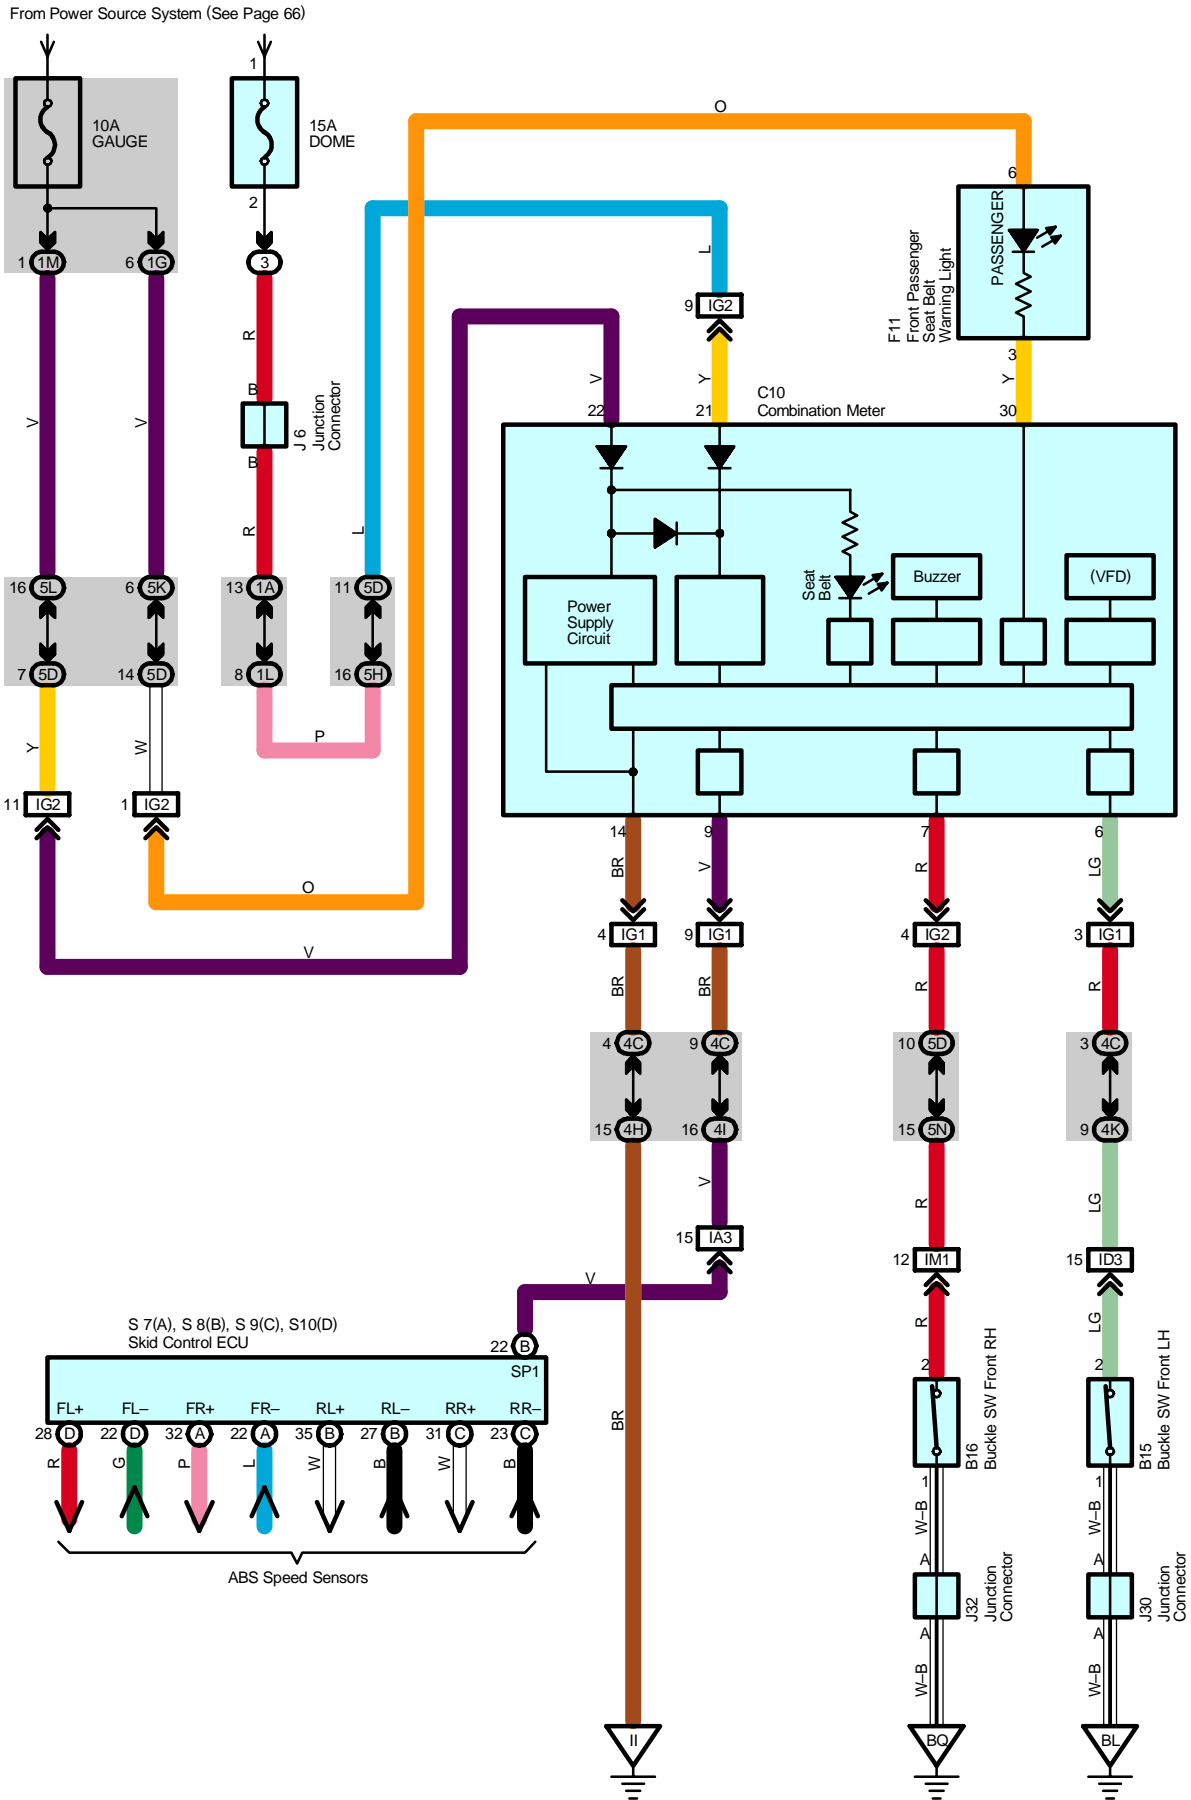 From Power Source System (See Page 66)
1
10A
GAUGE
15A
DOME
O
2
6
PASSENGER
F11
Front Passenger
Seat Belt
Warning Light
1 1M
6 1G
3
L
9 IG2
3
R
V
Y
Y
B
J 6
Junction
Connector
B
C10
Combination Meter
22
21
30
V
V
R
L
16 5L
6 5K
13 1A
11 5D
Seat
Belt
Buzzer
(VFD)
Power
Supply
Circuit
7 5D
14 5D
8 1L
16 5H
Y
W
P
11 IG2
1 IG2
14
9
7
6
BR
V
R
LG
O
4 IG1
9 IG1
4 IG2
3 IG1
V
BR
BR
R
R
4 4C
9 4C
10 5D
3 4C
15 4H
16 4I
15 5N
9 4K
V
R
LG
15 IA3
12 IM1
15 ID3
V
R
LG
S 7(A), S 8(B), S 9(C), S10(D)
Skid Control ECU
22 B
SP1
2
2
B16
Buckle SW Front RH
B15
Buckle SW Front LH
FL+
FL–
FR+
FR–
RL+
RL–
RR+
RR–
28 D
22 D
32 A
22 A
35 B
27 B
31 C
23 C
R
G
P
L
W
B
W
B
BR
1
1
W–B
W–B
ABS Speed Sensors
A
A
J32
Junction
Connector
J30
Junction
Connector
A
A
BR
W–B
W–B
II
BQ
BL